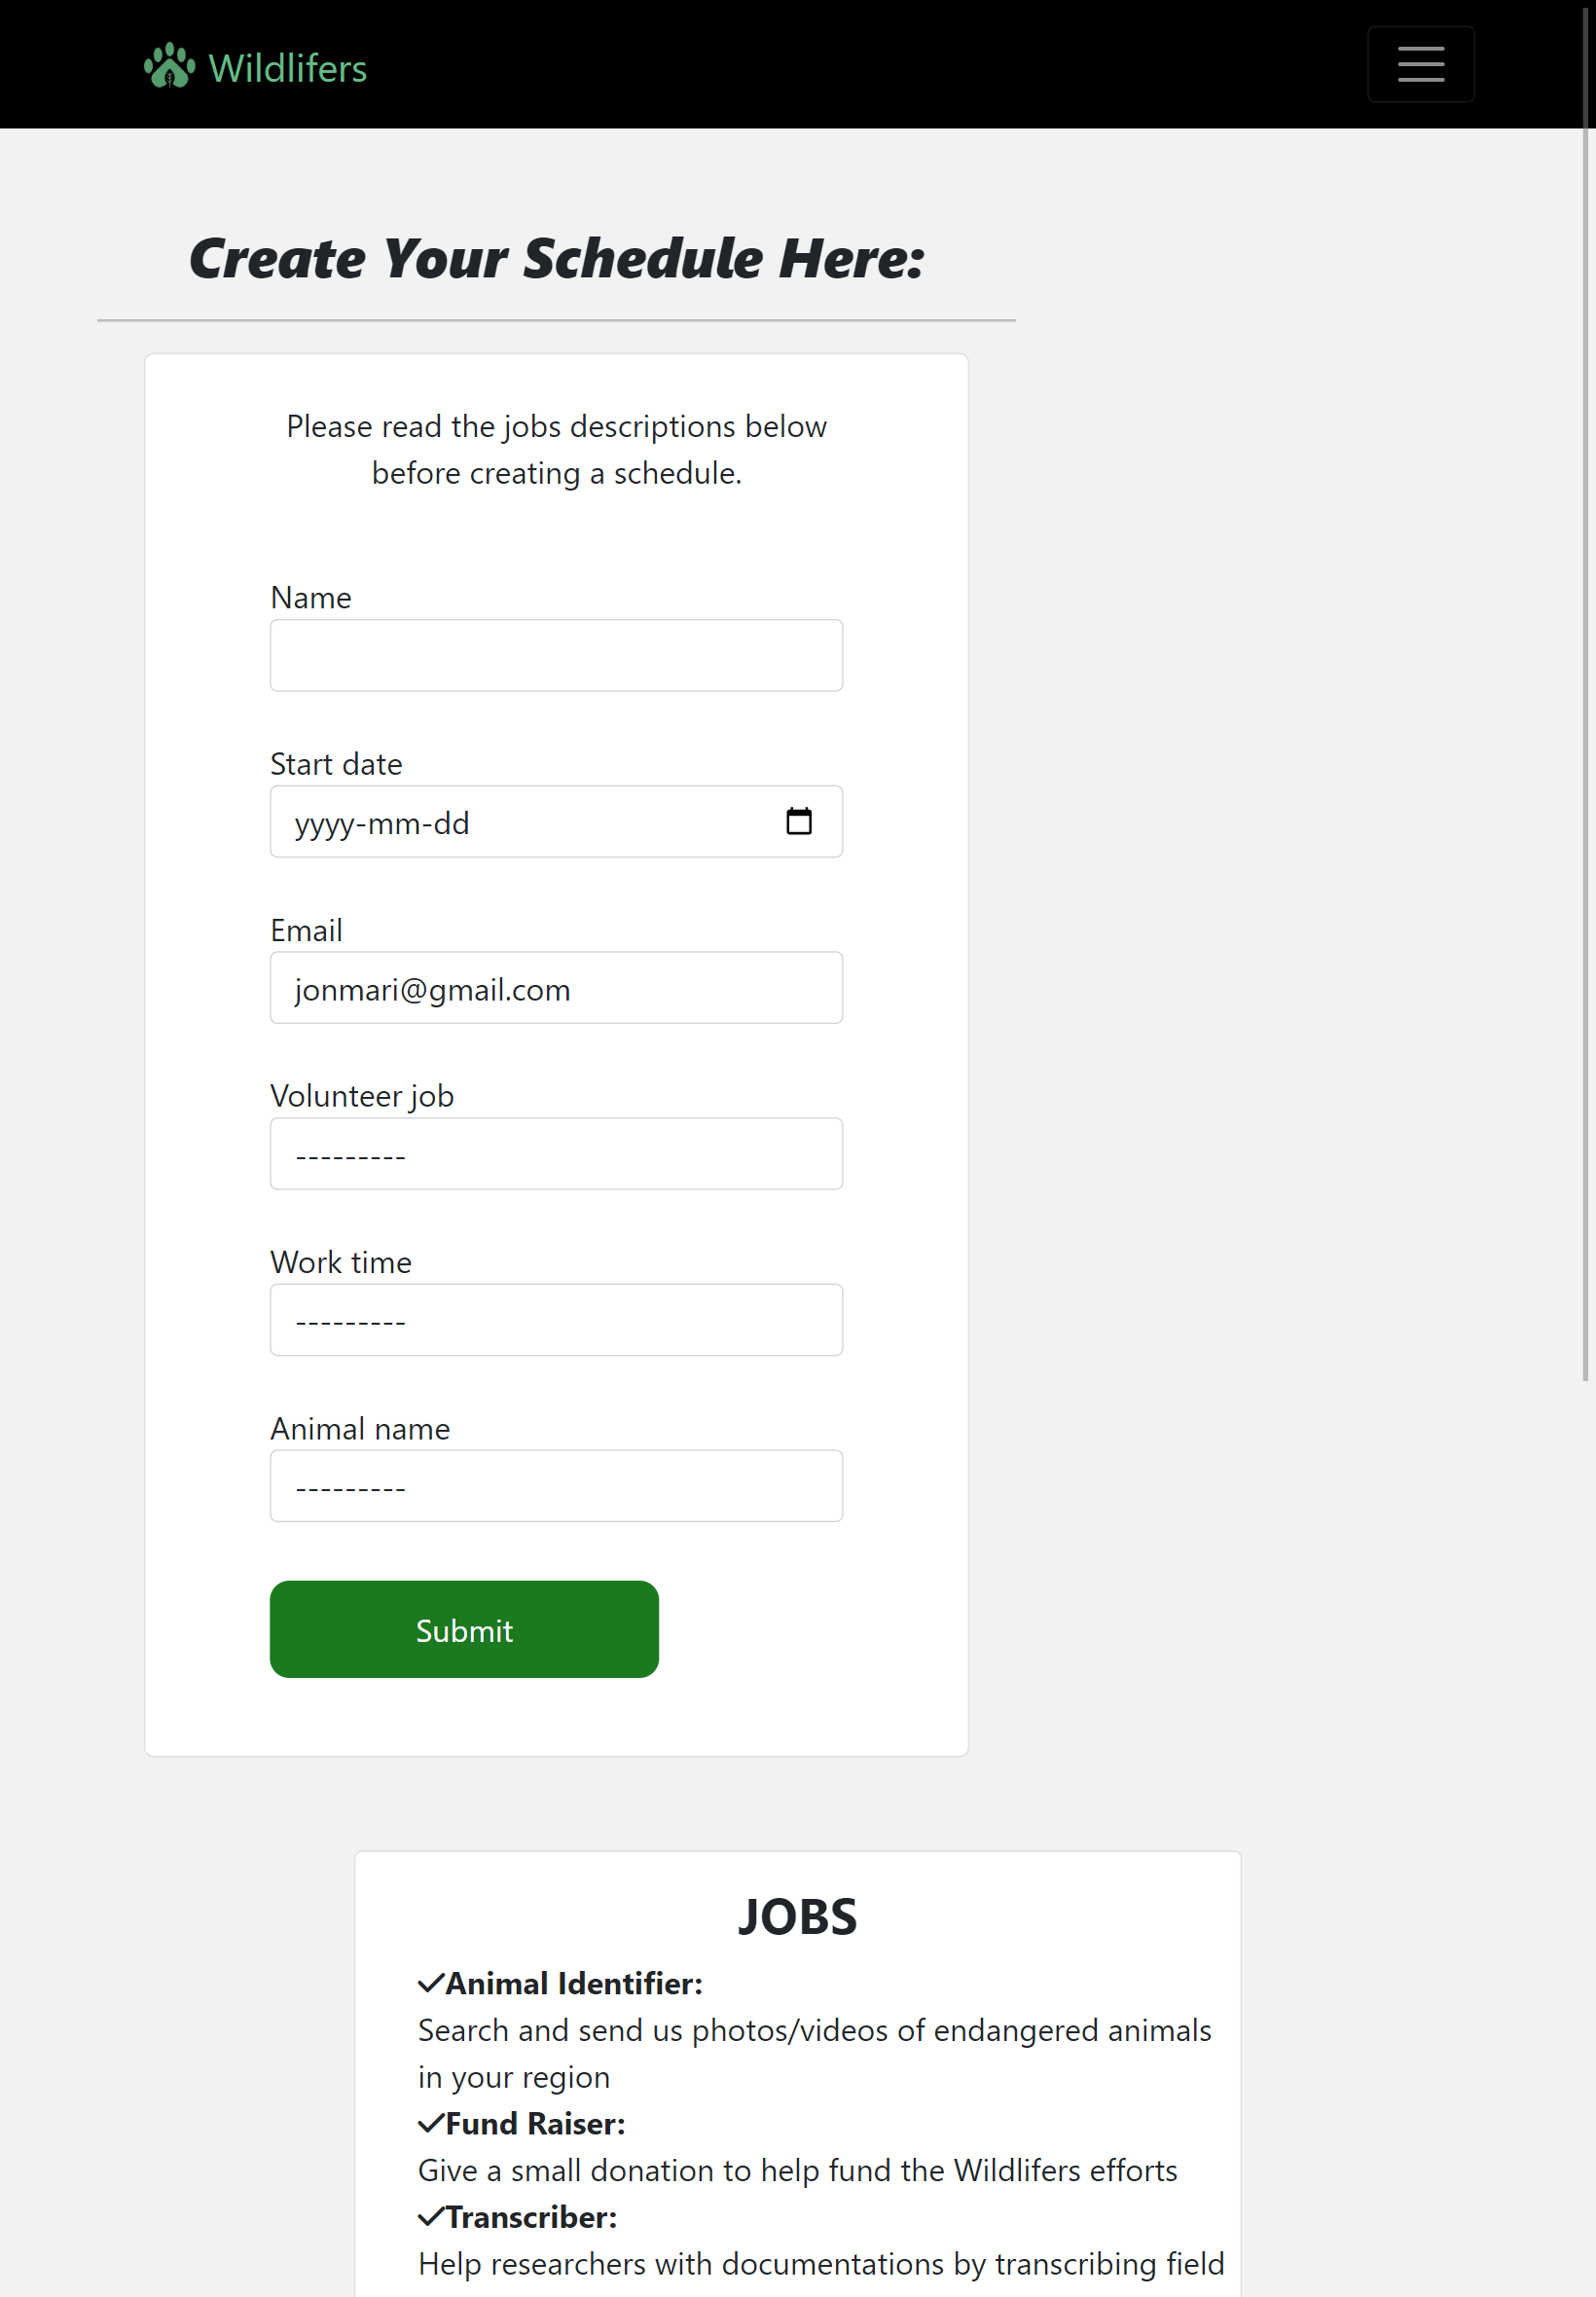 Wildlifers
Create Your Schedule Here:
Please read the jobs descriptions below
before creating a schedule.
Name
Start date
yyyy-mm-dd
Email
jonmari@gmail.com
Volunteer job
---------
Work time
---------
Animal name
---------
Submit
JOBS
Animal Identifier:
Search and send us photos/videos of endangered animals
in your region
Fund Raiser:
Give a small donation to help fund the Wildlifers efforts
Transcriber:
Help researchers with documentations by transcribing field